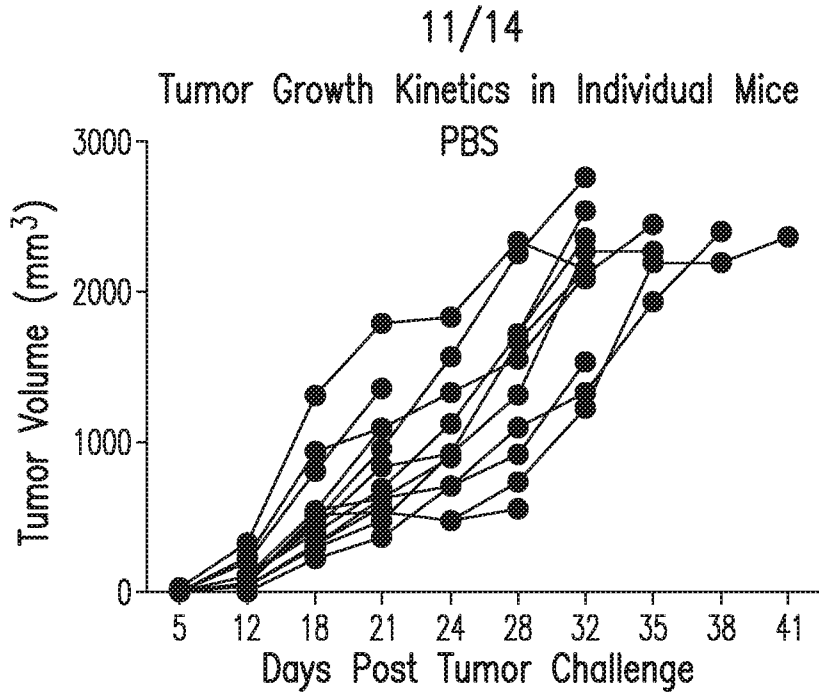 11/14
Tumor Growth Kinetics in Individual Mice
PBS
Tumor Volume (mm³)
3000
2000
1000
0
5 12 18 21 24 28 32 35 38 41
Days Post Tumor Challenge